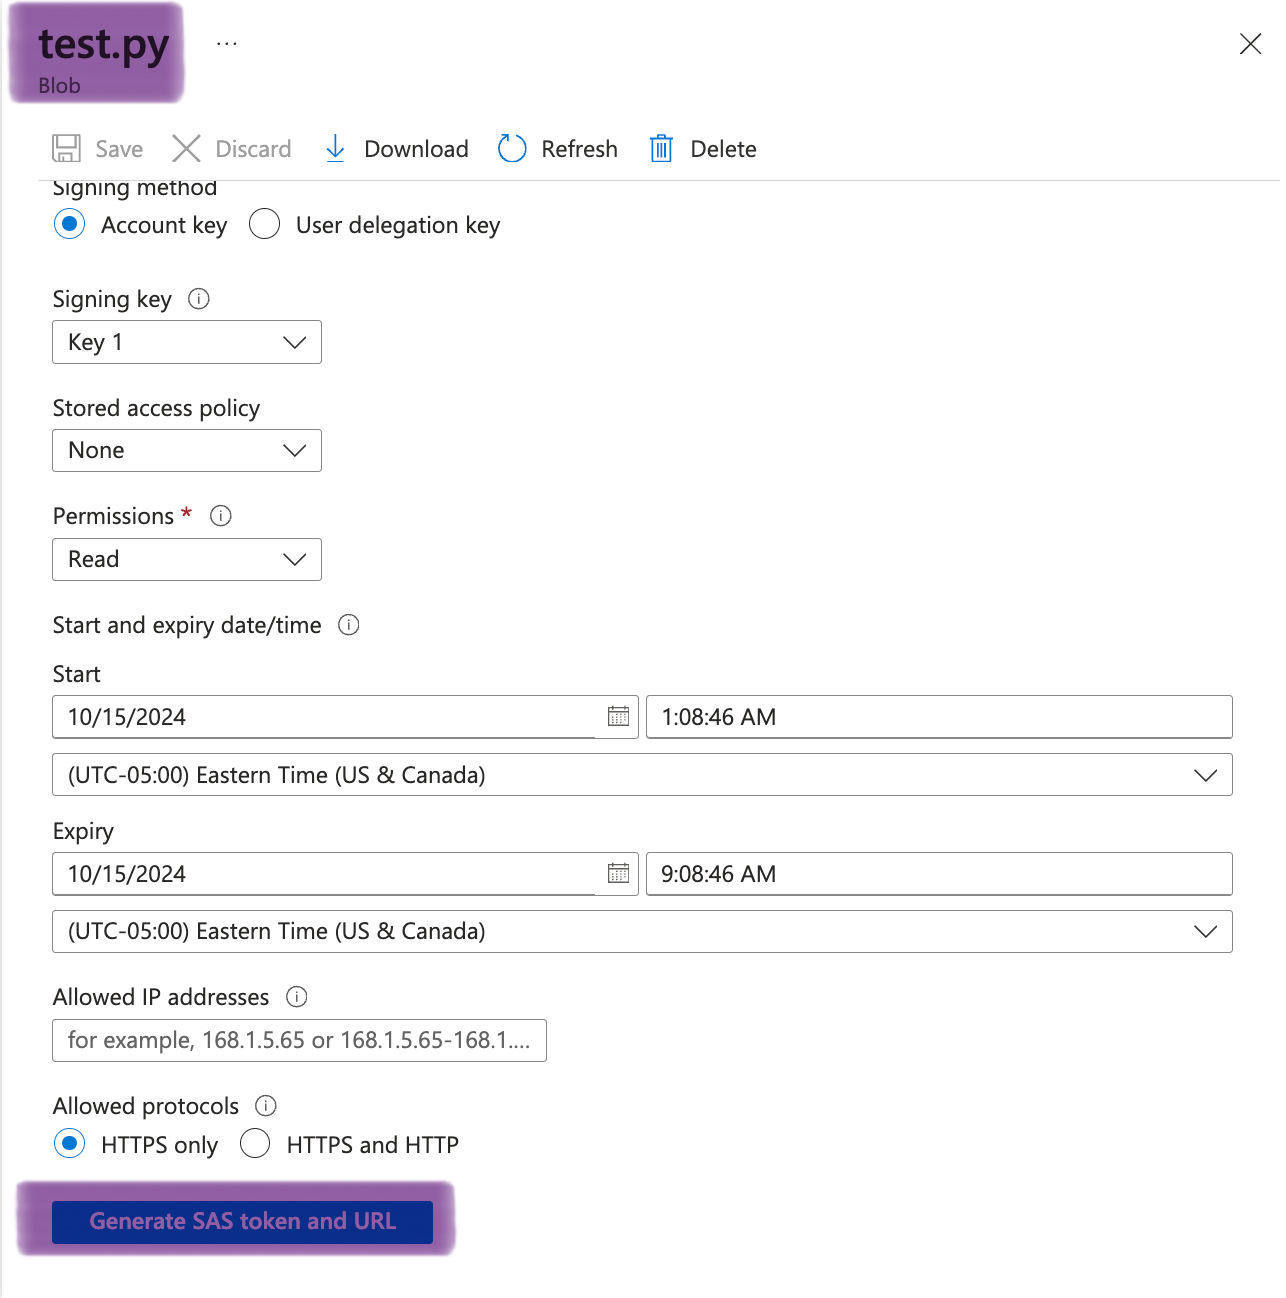 test.py ...
Blob
Save Discard Download Refresh Delete
Signing method
Account key User delegation key
Signing key
Key 1
Stored access policy
None
Permissions *
Read
Start and expiry date/time
Start
10/15/2024 1:08:46 AM
(UTC-05:00) Eastern Time (US & Canada)
Expiry
10/15/2024 9:08:46 AM
(UTC-05:00) Eastern Time (US & Canada)
Allowed IP addresses
for example, 168.1.5.65 or 168.1.5.65-168.1....
Allowed protocols
HTTPS only HTTPS and HTTP
Generate SAS token and URL